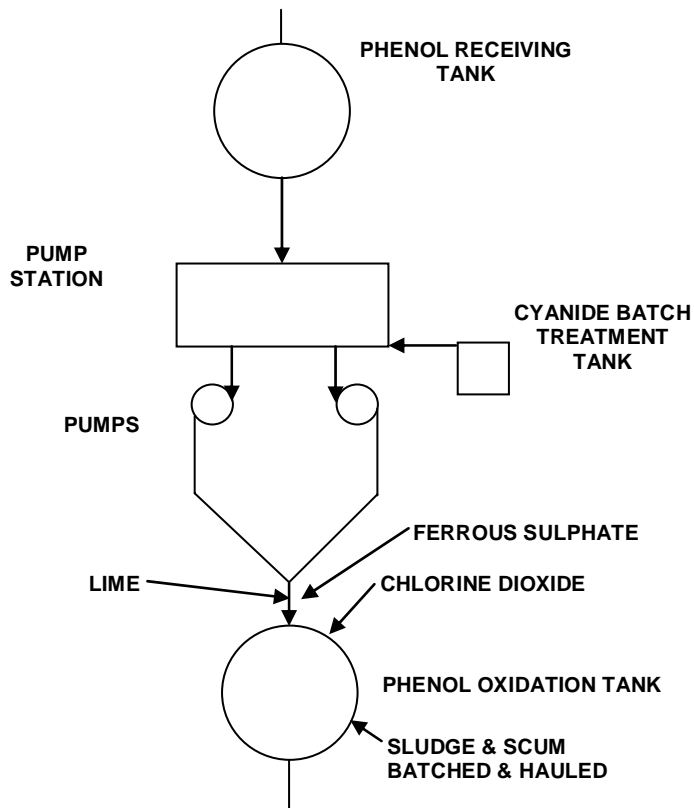 PHENOL RECEIVING
TANK
PUMP
STATION
CYANIDE BATCH
TREATMENT
TANK
PUMPS
FERROUS SULPHATE
LIME
CHLORINE DIOXIDE
PHENOL OXIDATION TANK
SLUDGE & SCUM
BATCHED & HAULED